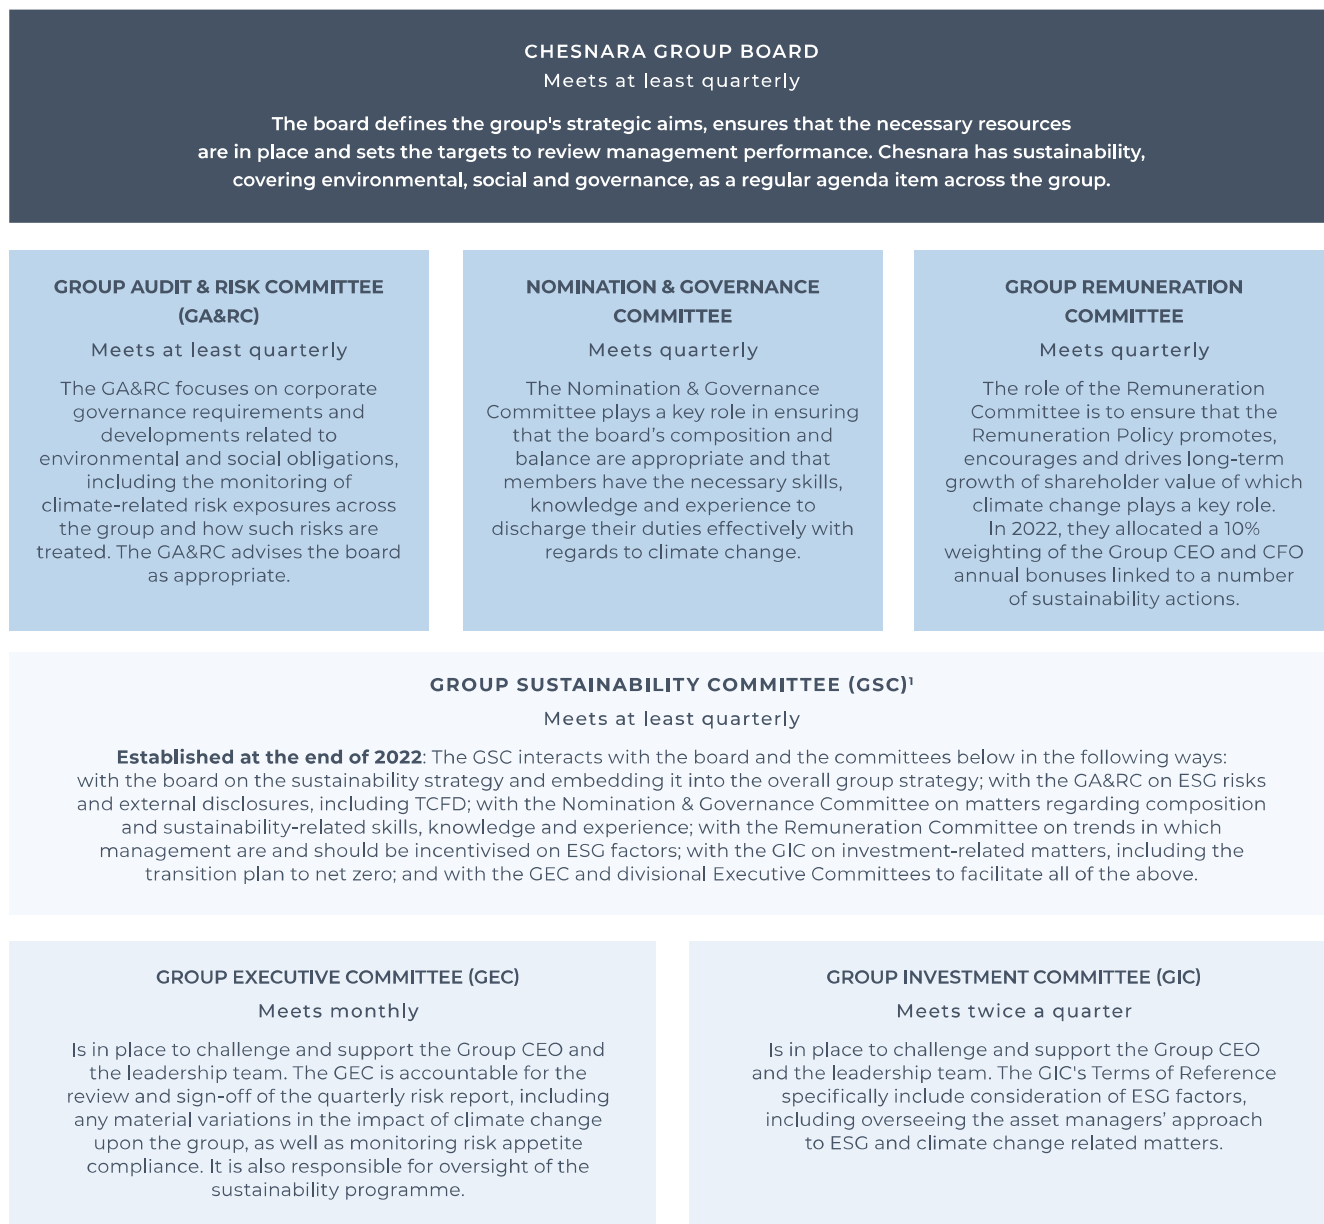 CHESNARA GROUP BOARD
Meets at least quarterly
The board defines the group's strategic aims, ensures that the necessary resources
are in place and sets the targets to review management performance. Chesnara has sustainability,
covering environmental, social and governance, as a regular agenda item across the group.
GROUP AUDIT & RISK COMMITTEE
(GA&RC)
Meets at least quarterly
The GA&RC focuses on corporate
governance requirements and
developments related to
environmental and social obligations,
including the monitoring of
climate-related risk exposures across
the group and how such risks are
treated. The GA&RC advises the board
as appropriate.
NOMINATION & GOVERNANCE
COMMITTEE
Meets quarterly
The Nomination & Governance
Committee plays a key role in ensuring
that the board’s composition and
balance are appropriate and that
members have the necessary skills,
knowledge and experience to
discharge their duties effectively with
regards to climate change.
GROUP REMUNERATION
COMMITTEE
Meets quarterly
The role of the Remuneration
Committee is to ensure that the
Remuneration Policy promotes,
encourages and drives long-term
growth of shareholder value of which
climate change plays a key role.
In 2022, they allocated a 10%
weighting of the Group CEO and CFO
annual bonuses linked to a number
of sustainability actions.
GROUP SUSTAINABILITY COMMITTEE (GSC)¹
Meets at least quarterly
Established at the end of 2022: The GSC interacts with the board and the committees below in the following ways:
with the board on the sustainability strategy and embedding it into the overall group strategy; with the GA&RC on ESG risks
and external disclosures, including TCFD; with the Nomination & Governance Committee on matters regarding composition
and sustainability-related skills, knowledge and experience; with the Remuneration Committee on trends in which
management are and should be incentivised on ESG factors; with the GIC on investment-related matters, including the
transition plan to net zero; and with the GEC and divisional Executive Committees to facilitate all of the above.
GROUP EXECUTIVE COMMITTEE (GEC)
Meets monthly
Is in place to challenge and support the Group CEO and
the leadership team. The GEC is accountable for the
review and sign-off of the quarterly risk report, including
any material variations in the impact of climate change
upon the group, as well as monitoring risk appetite
compliance. It is also responsible for oversight of the
sustainability programme.
GROUP INVESTMENT COMMITTEE (GIC)
Meets twice a quarter
Is in place to challenge and support the Group CEO
and the leadership team. The GIC's Terms of Reference
specifically include consideration of ESG factors,
including overseeing the asset managers’ approach
to ESG and climate change related matters.